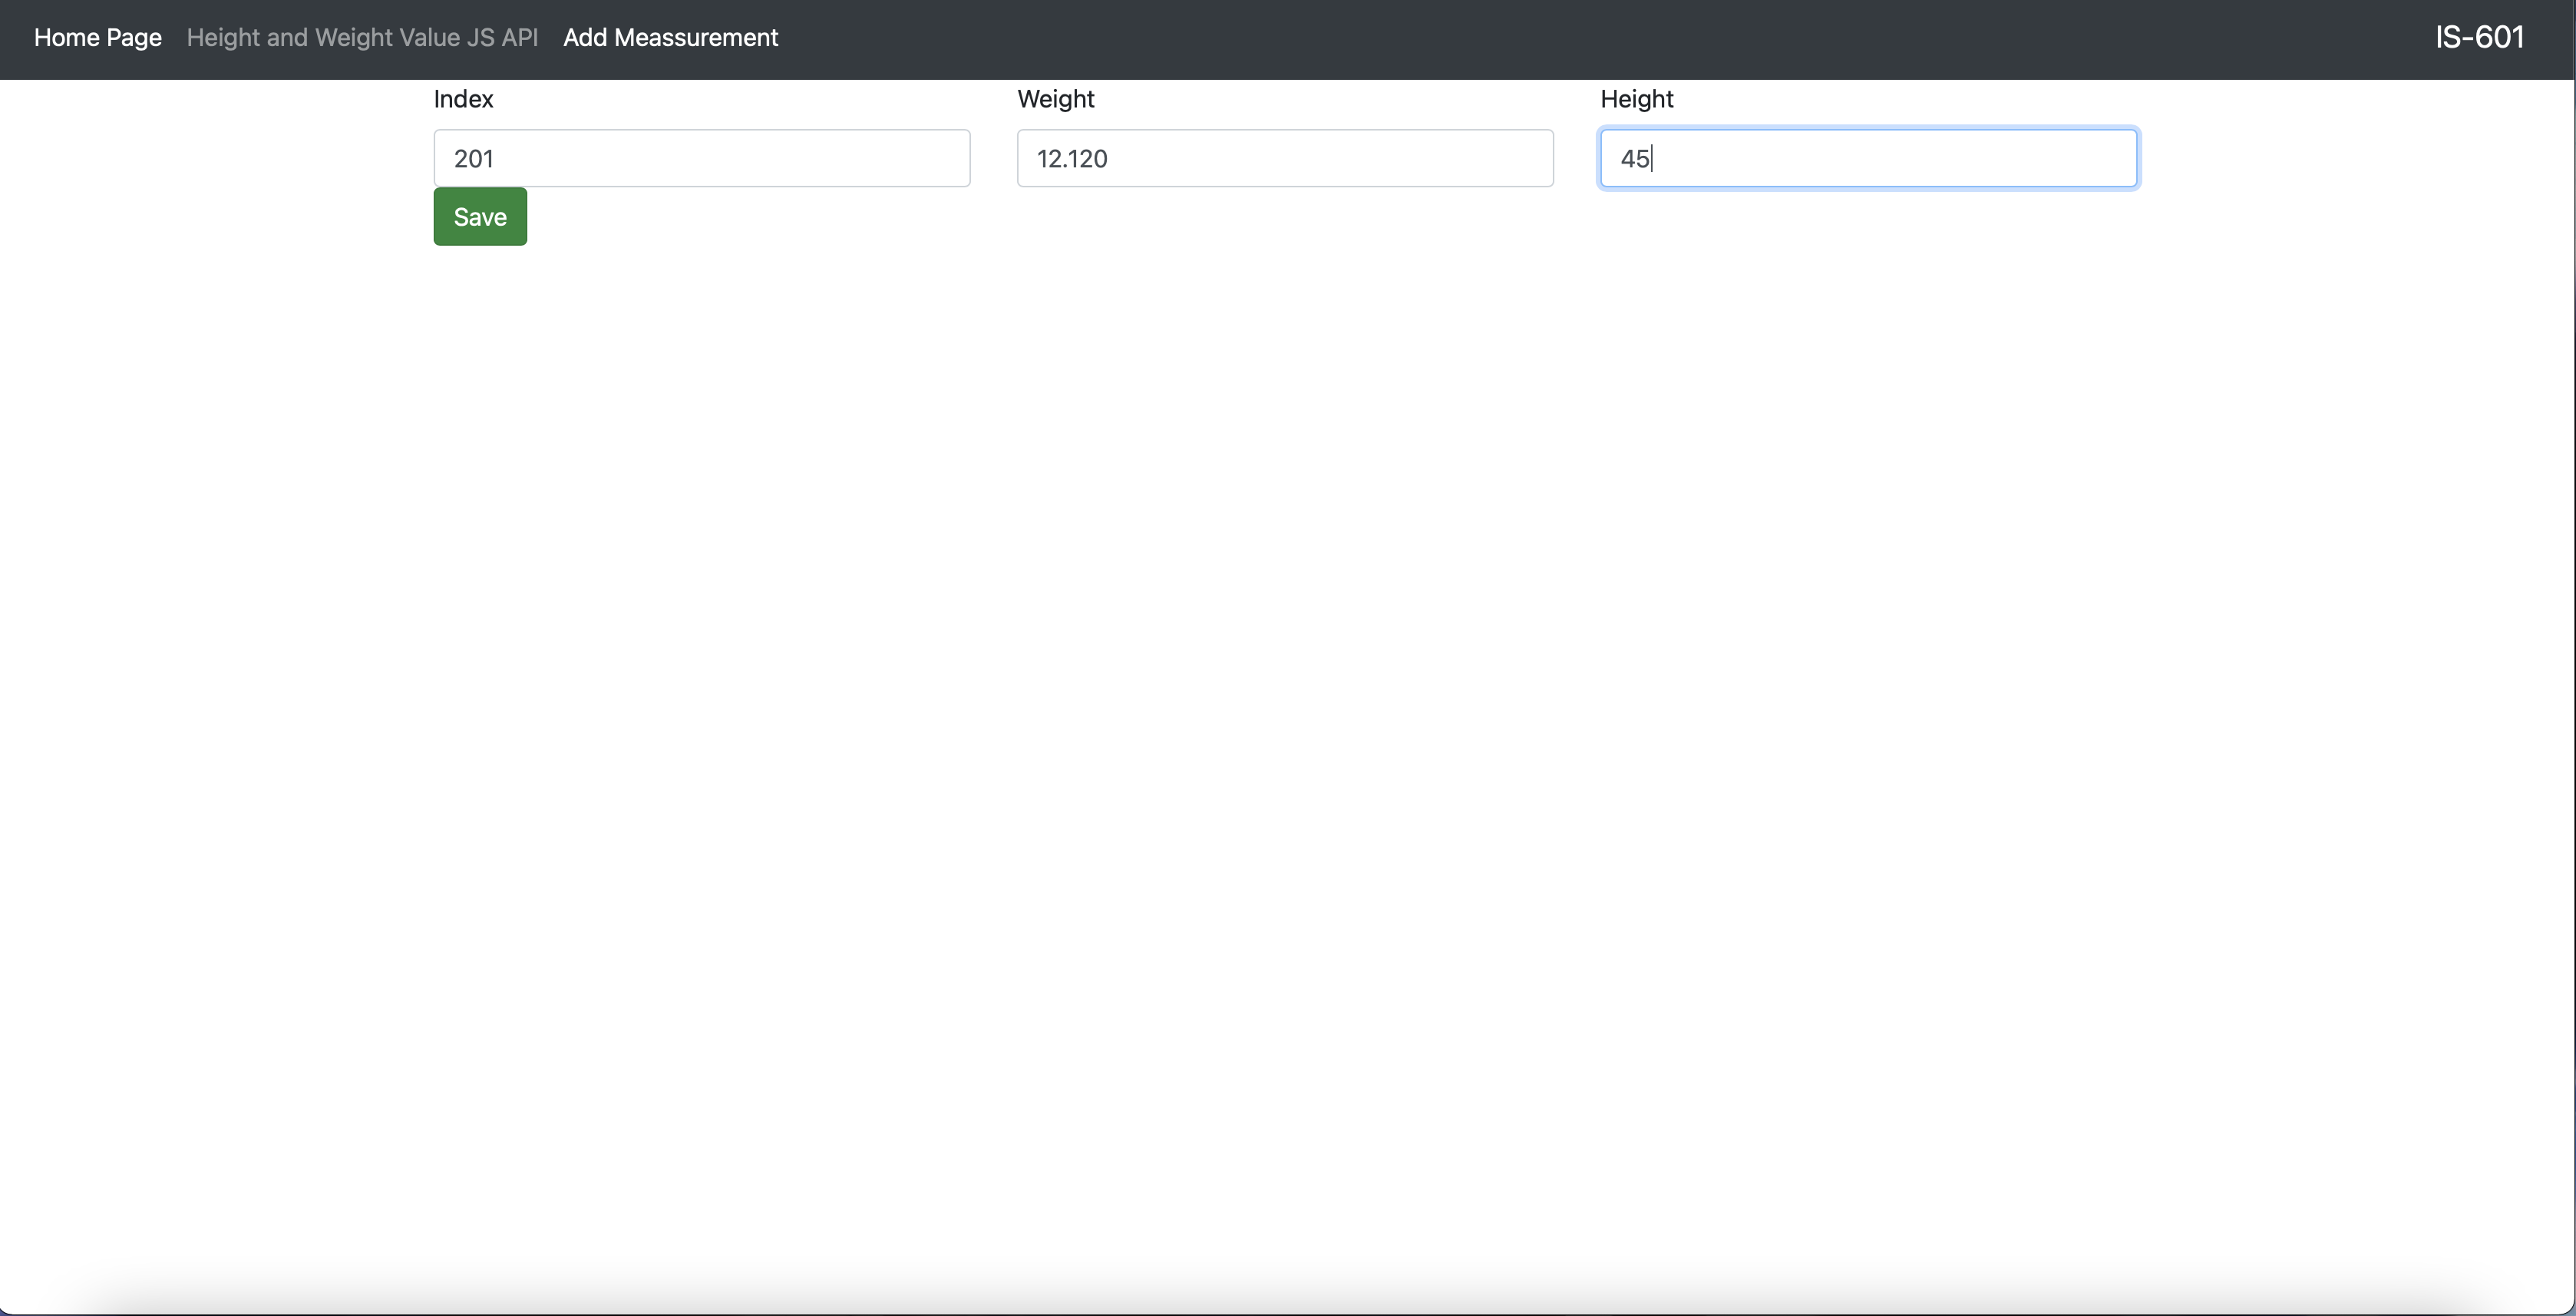 Home Page Height and Weight Value JS API Add Meassurement IS-601
Index Weight Height
201 12.120 45
Save